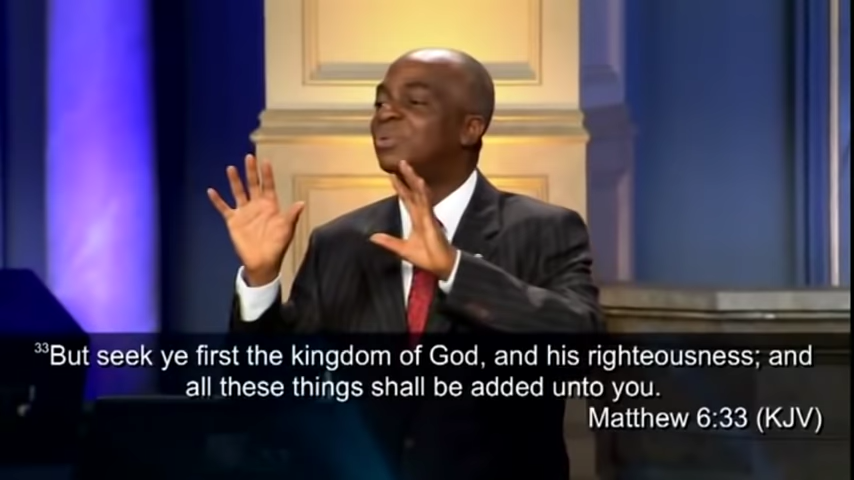 ³³But seek ye first the kingdom of God, and his righteousness; and
all these things shall be added unto you.
Matthew 6:33 (KJV)